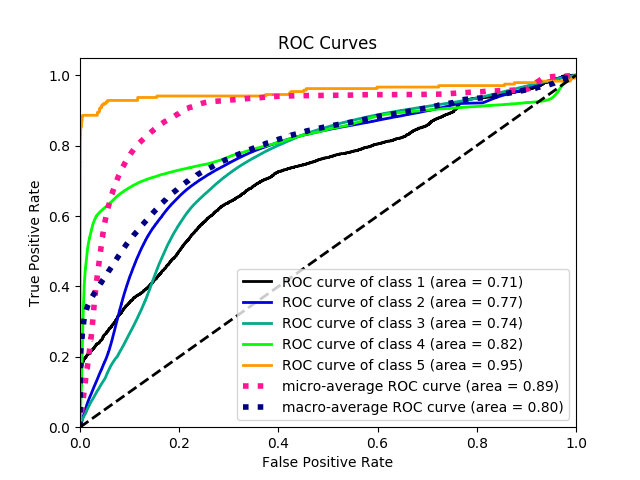 ROC Curves
True Positive Rate
1.0
0.8
0.6
0.4
0.2
0.0
ROC curve of class 1 (area = 0.71)
ROC curve of class 2 (area = 0.77)
ROC curve of class 3 (area = 0.74)
ROC curve of class 4 (area = 0.82)
ROC curve of class 5 (area = 0.95)
micro-average ROC curve (area = 0.89)
macro-average ROC curve (area = 0.80)
0.0 0.2 0.4 0.6 0.8 1.0
False Positive Rate